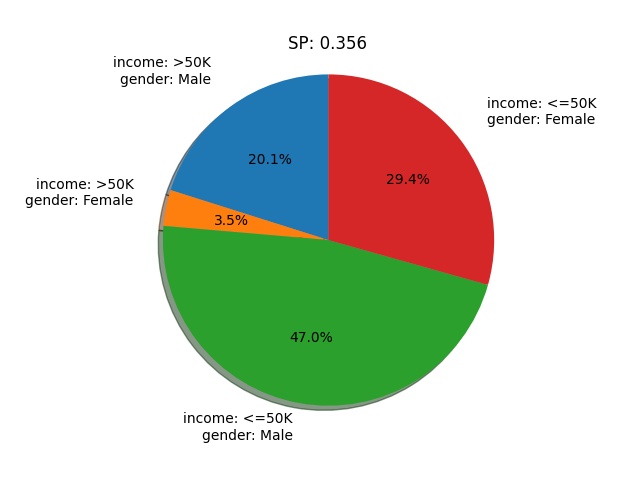 SP: 0.356
income: >50K
gender: Male
income: <=50K
gender: Female
20.1%
29.4%
income: >50K
gender: Female
3.5%
47.0%
income: <=50K
gender: Male